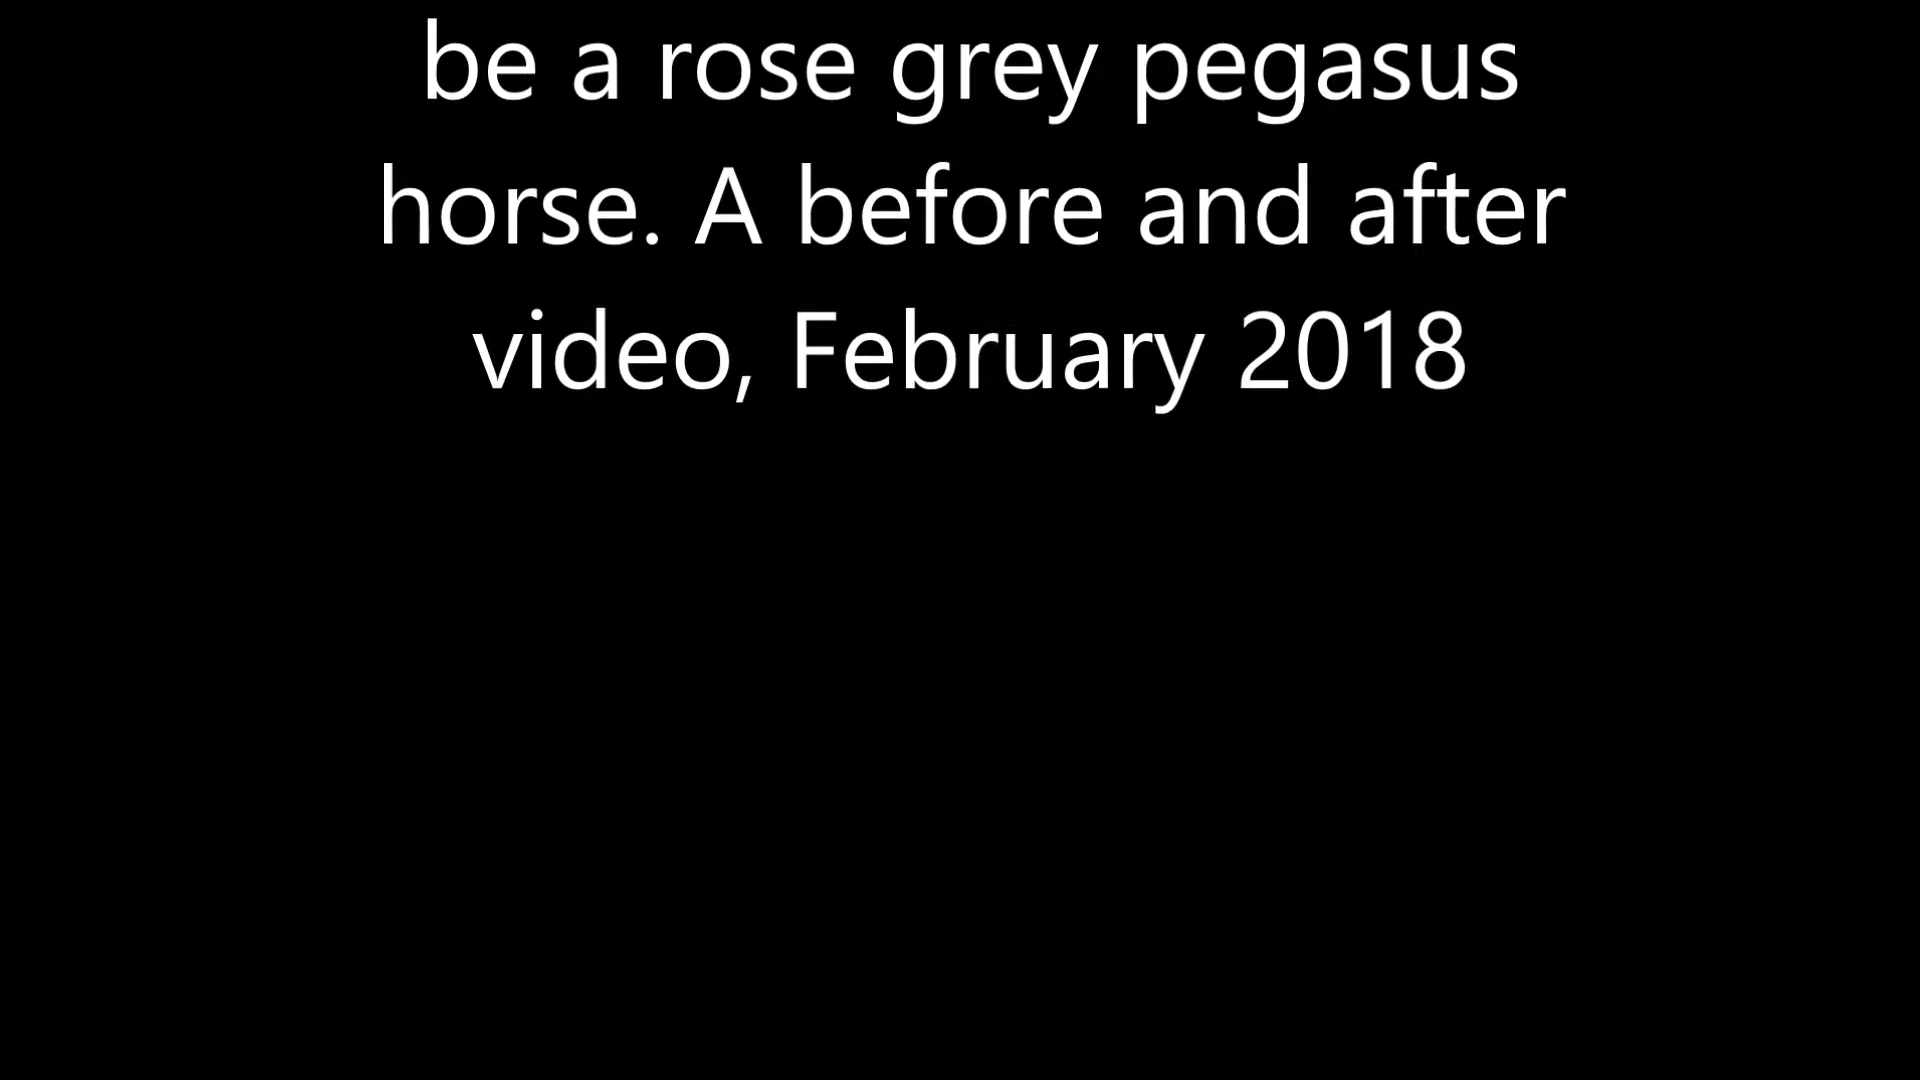 be a rose grey pegasus
horse. A before and after
video, February 2018